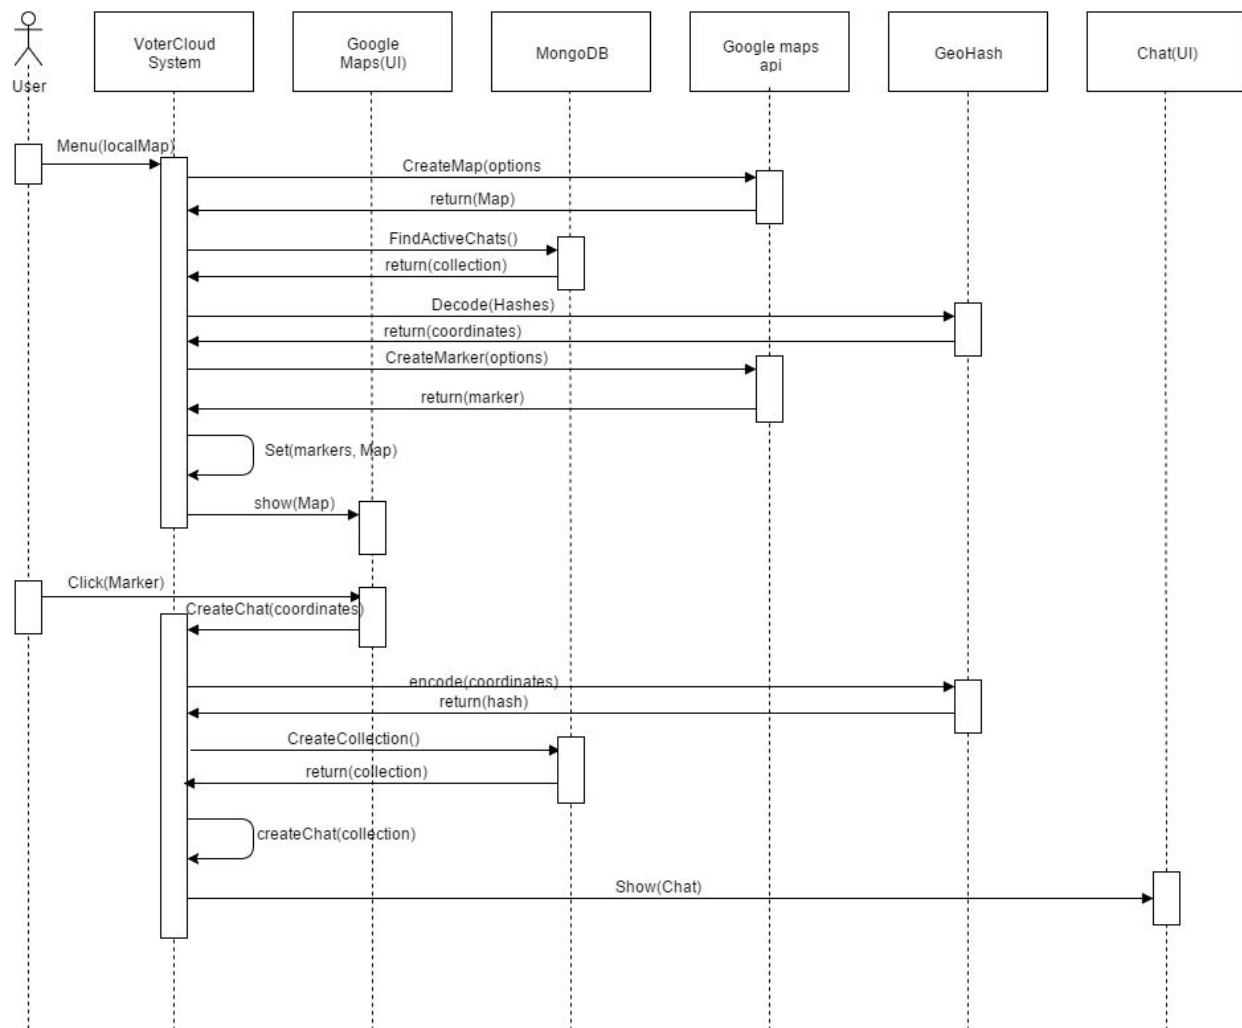 User
VoterCloud
System
Google
Maps(UI)
MongoDB
Google maps
api
GeoHash
Chat(UI)
Menu(localMap)
CreateMap(options
return(Map)
FindActiveChats()
return(collection)
Decode(Hashes)
return(coordinates)
CreateMarker(options)
return(marker)
Set(markers, Map)
show(Map)
Click(Marker)
CreateChat(coordinates)
encode(coordinates)
return(hash)
CreateCollection()
return(collection)
createChat(collection)
Show(Chat)